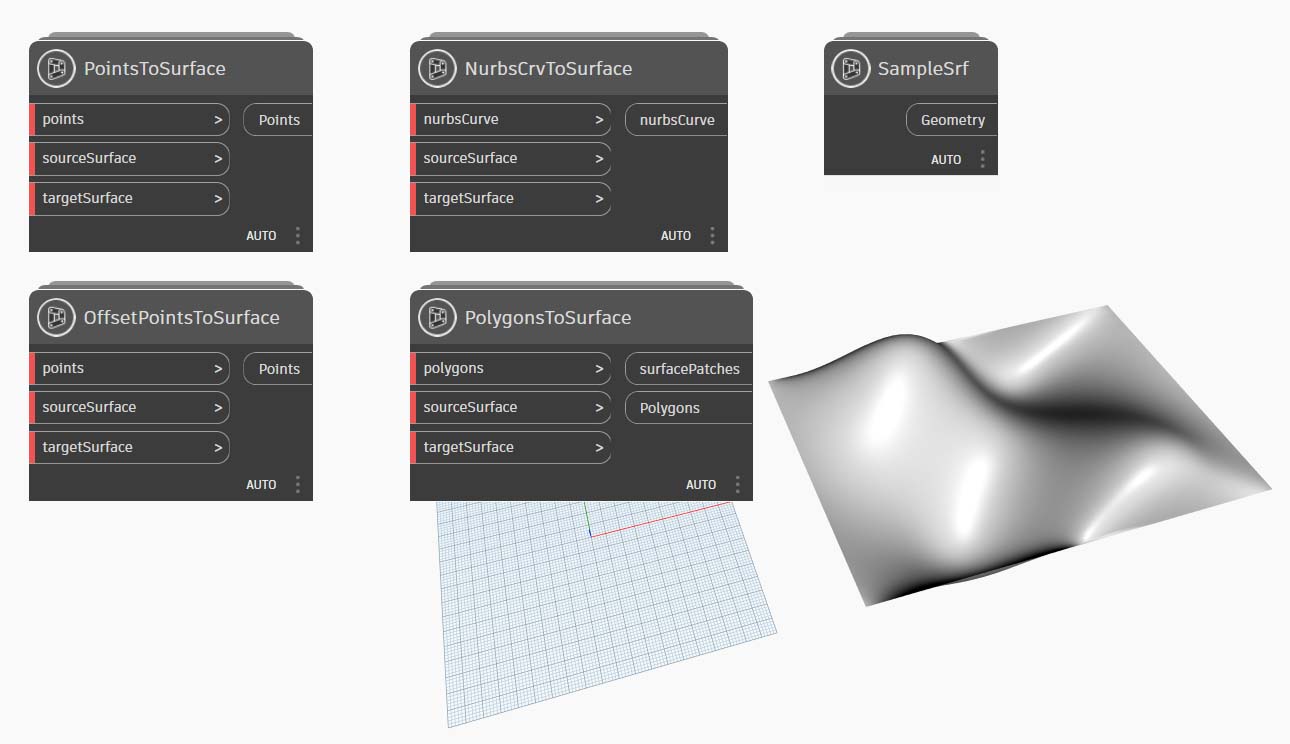 PointsToSurface
points >
Points
sourceSurface >
targetSurface >
AUTO
NurbsCrvToSurface
nurbsCurve >
nurbsCurve
sourceSurface >
targetSurface >
AUTO
SampleSrf
Geometry
AUTO
OffsetPointsToSurface
points >
Points
sourceSurface >
targetSurface >
AUTO
PolygonsToSurface
polygons >
surfacePatches
sourceSurface >
Polygons
targetSurface >
AUTO